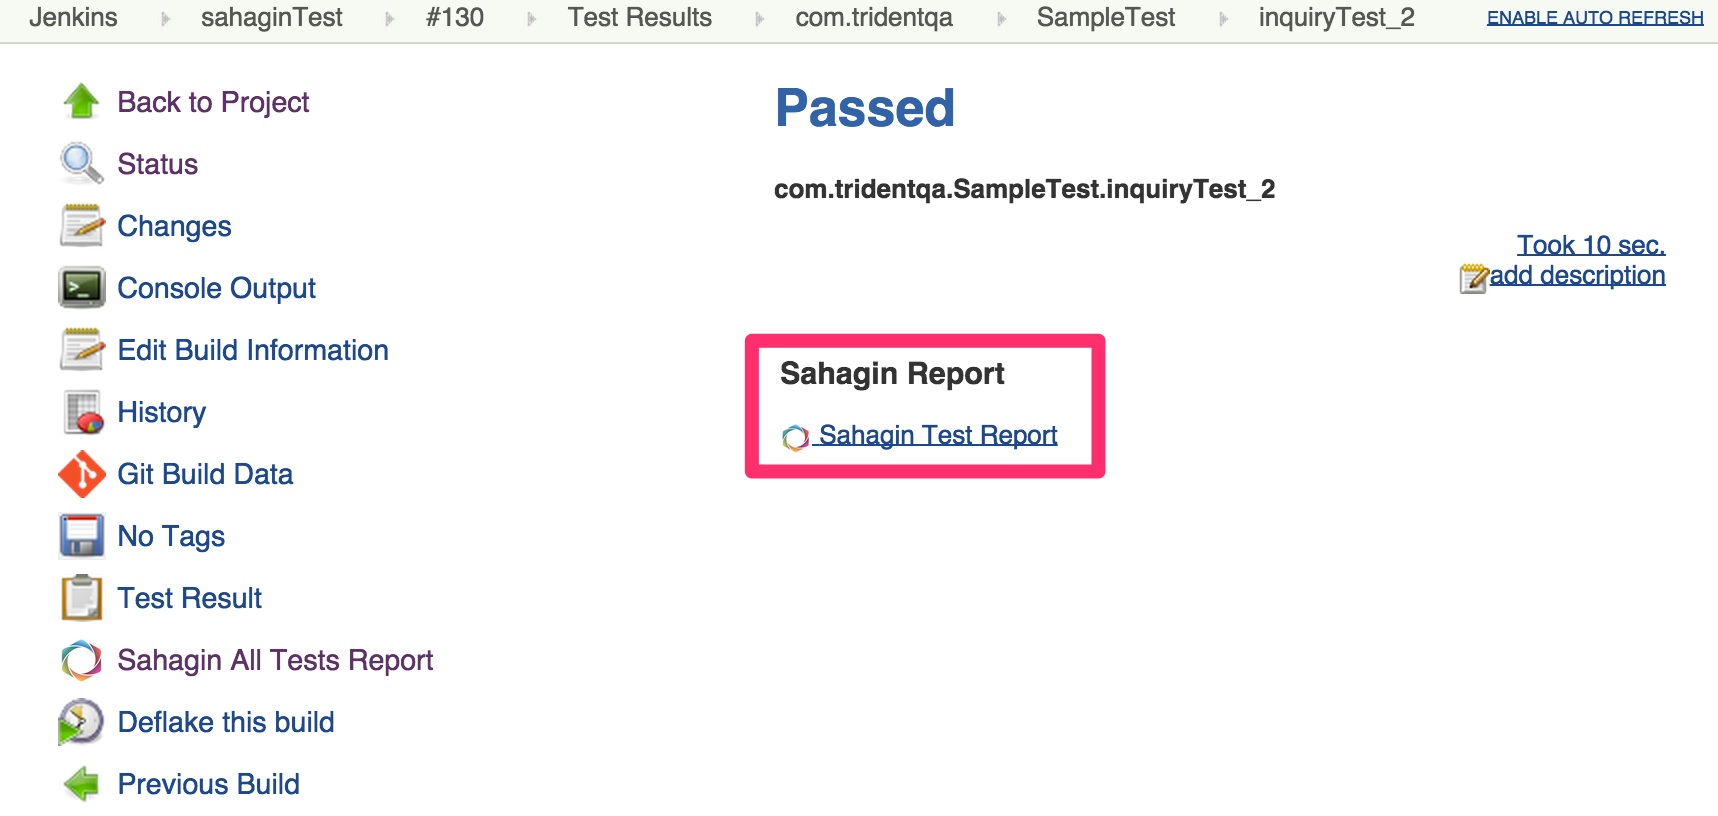 Jenkins sahaginTest #130 Test Results com.tridentqa SampleTest inquiryTest_2 ENABLE AUTO REFRESH
Back to Project
Status
Changes
Console Output
Edit Build Information
History
Git Build Data
No Tags
Test Result
Sahagin All Tests Report
Deflake this build
Previous Build
Passed
com.tridentqa.SampleTest.inquiryTest_2
Took 10 sec.
add description
Sahagin Report
Sahagin Test Report